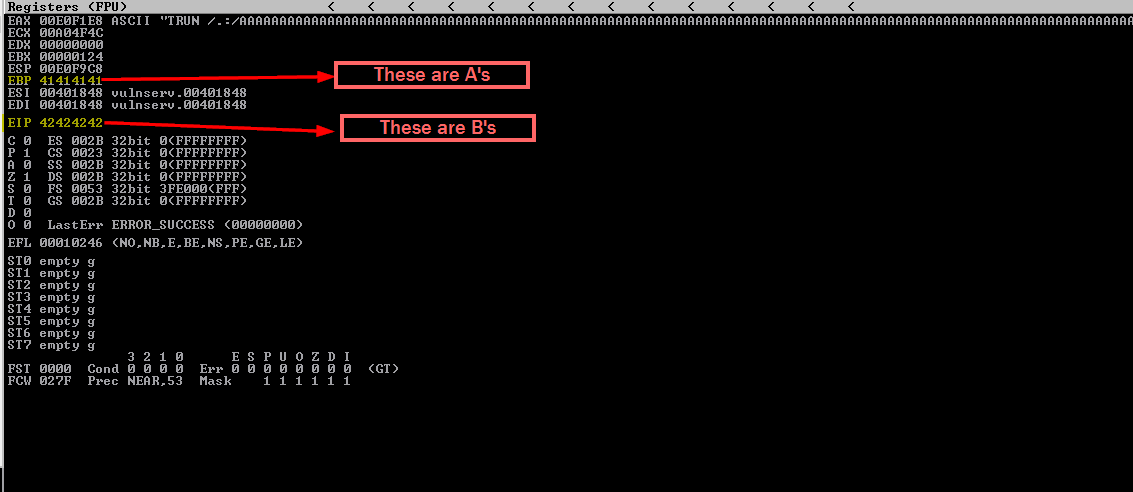 Registers (FPU) < < < < < < < < < < < < < <
EAX 00E0F1E8 ASCII "TRUN /.:/AAAAAAAAAAAAAAAAAAAAAAAAAAAAAAAAAAAAAAAAAAAAAAAAAAAAAAAAAAAAAAAAAAAAAAAAAAAAAAAAAAAAAAAAAAAAAAAAAAAAAAAA
ECX 00A04F4C
EDX 00000000
EBX 00000124
ESP 00E0F9C8
EBP 41414141
These are A's
ESI 00401848 vulnserv.00401848
EDI 00401848 vulnserv.00401848
EIP 42424242
These are B's
C 0 ES 002B 32bit 0(FFFFFFFF)
P 1 CS 0023 32bit 0(FFFFFFFF)
A 0 SS 002B 32bit 0(FFFFFFFF)
Z 1 DS 002B 32bit 0(FFFFFFFF)
S 0 FS 0053 32bit 3FE000(FFF)
T 0 GS 002B 32bit 0(FFFFFFFF)
D 0
O 0 LastErr ERROR_SUCCESS (00000000)
EFL 00010246 (NO,NB,E,BE,NS,PE,GE,LE)
ST0 empty g
ST1 empty g
ST2 empty g
ST3 empty g
ST4 empty g
ST5 empty g
ST6 empty g
ST7 empty g
3 2 1 0 E S P U O Z D I
FST 0000 Cond 0 0 0 0 Err 0 0 0 0 0 0 0 0 (GT)
FCW 027F Prec NEAR,53 Mask 1 1 1 1 1 1